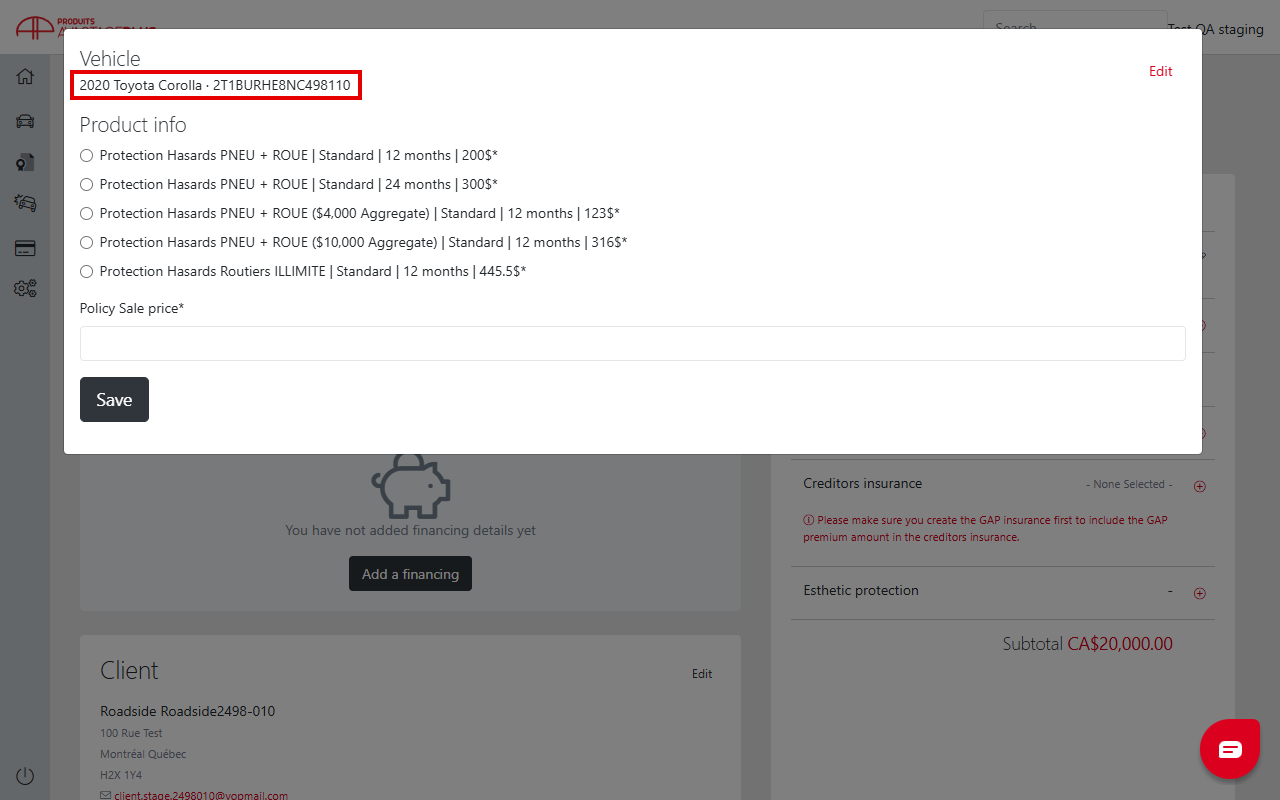 PRODUITS
Search
Test QA staging
Vehicle
2020 Toyota Corolla · 2T1BURHE8NC498110
Edit
Product info
Protection Hasards PNEU + ROUE | Standard | 12 months | 200$*
Protection Hasards PNEU + ROUE | Standard | 24 months | 300$*
Protection Hasards PNEU + ROUE ($4,000 Aggregate) | Standard | 12 months | 123$*
Protection Hasards PNEU + ROUE ($10,000 Aggregate) | Standard | 12 months | 316$*
Protection Hasards Routiers ILLIMITE | Standard | 12 months | 445.5$*
Policy Sale price*
Save
You have not added financing details yet
Add a financing
Creditors insurance
- None Selected -
Please make sure you create the GAP insurance first to include the GAP
premium amount in the creditors insurance.
Esthetic protection
-
Subtotal CA$20,000.00
Client
Edit
Roadside Roadside2498-010
100 Rue Test
Montréal Québec
H2X 1Y4
client.stage.2498010@yopmail.com